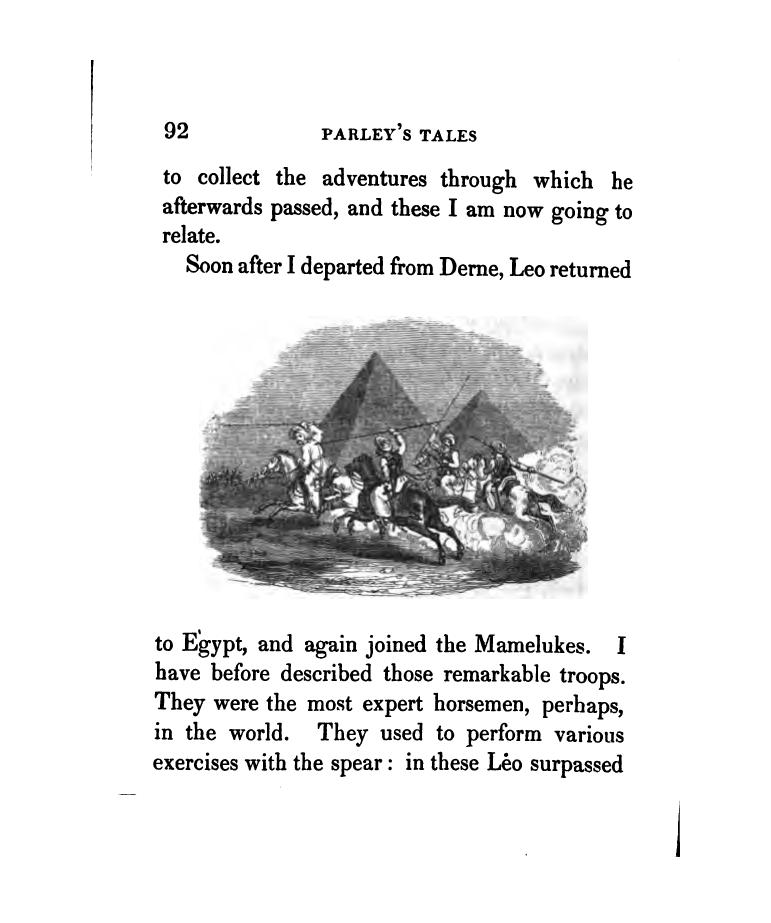 92 PARLEY'S TALES
to collect the adventures through which he
afterwards passed, and these I am now going to
relate.
Soon after I departed from Derne, Leo returned
to Egypt, and again joined the Mamelukes. I
have before described those remarkable troops.
They were the most expert horsemen, perhaps,
in the world. They used to perform various
exercises with the spear : in these Leo surpassed